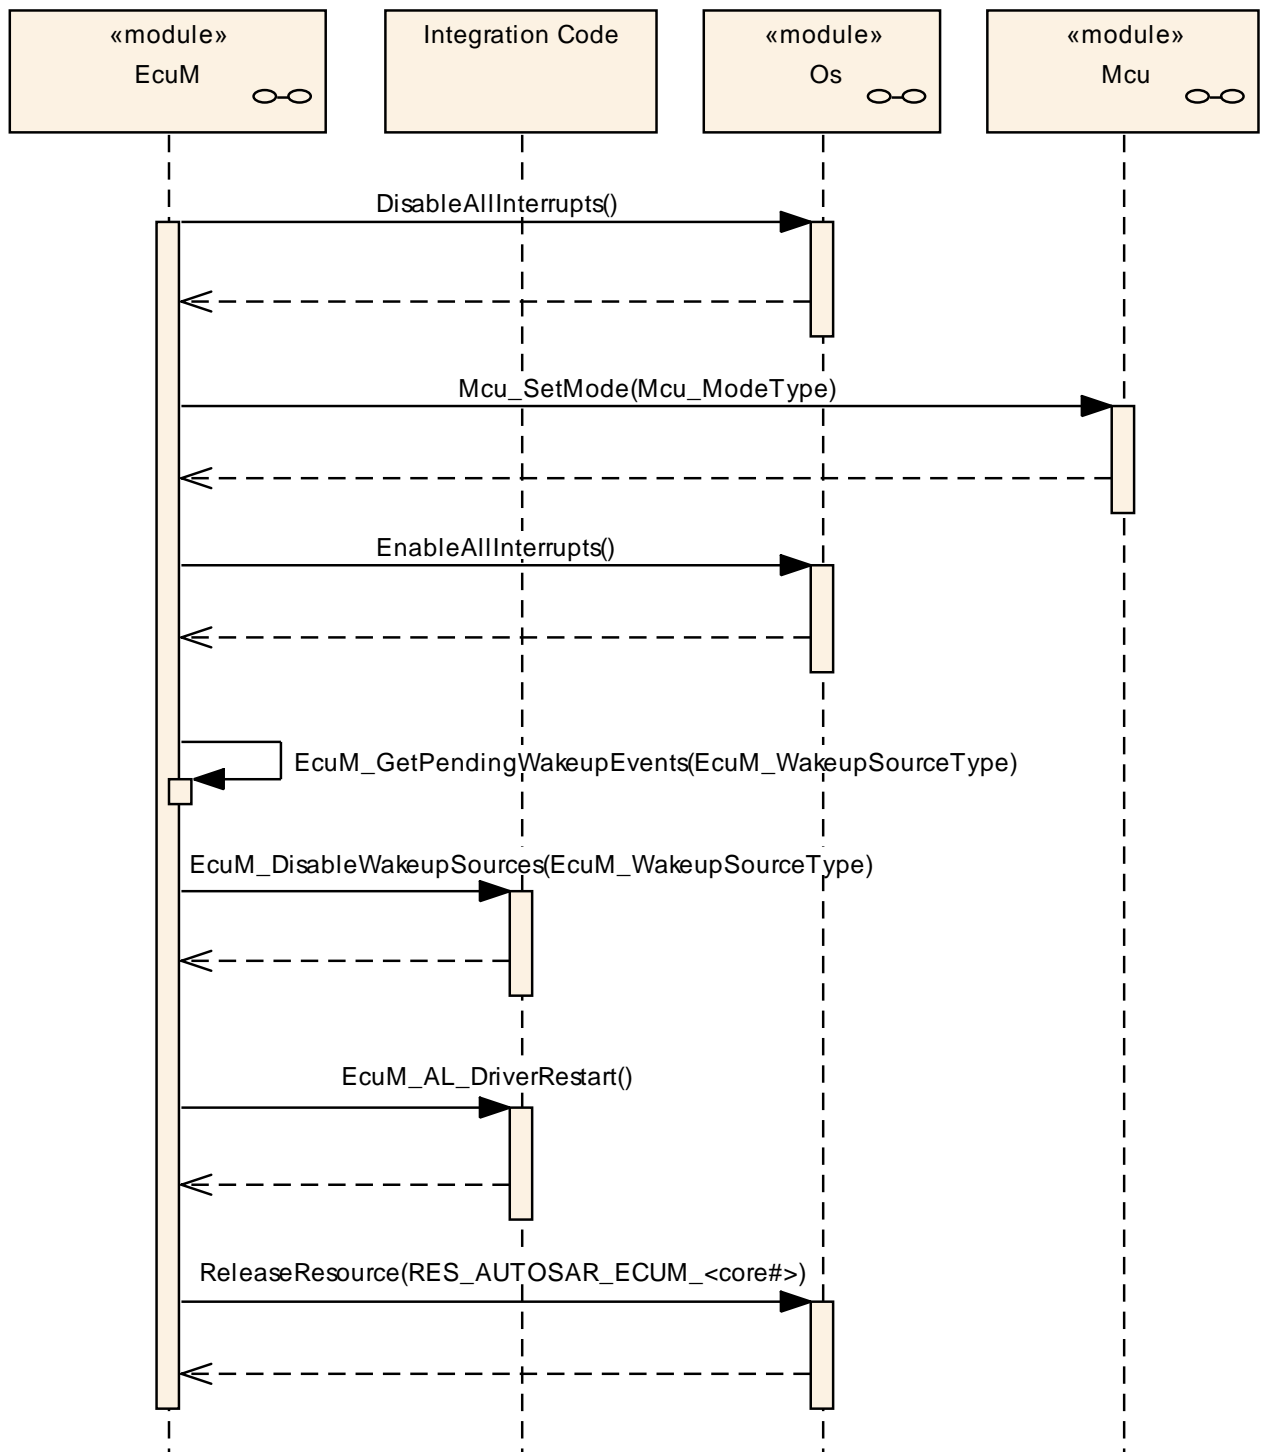 «module»
EcuM
Integration Code
«module»
Os
«module»
Mcu
DisableAllInterrupts()
Mcu_SetMode(Mcu_ModeType)
EnableAllInterrupts()
EcuM_GetPendingWakeupEvents(EcuM_WakeupSourceType)
EcuM_DisableWakeupSources(EcuM_WakeupSourceType)
EcuM_AL_DriverRestart()
ReleaseResource(RES_AUTOSAR_ECUM_<core#>)